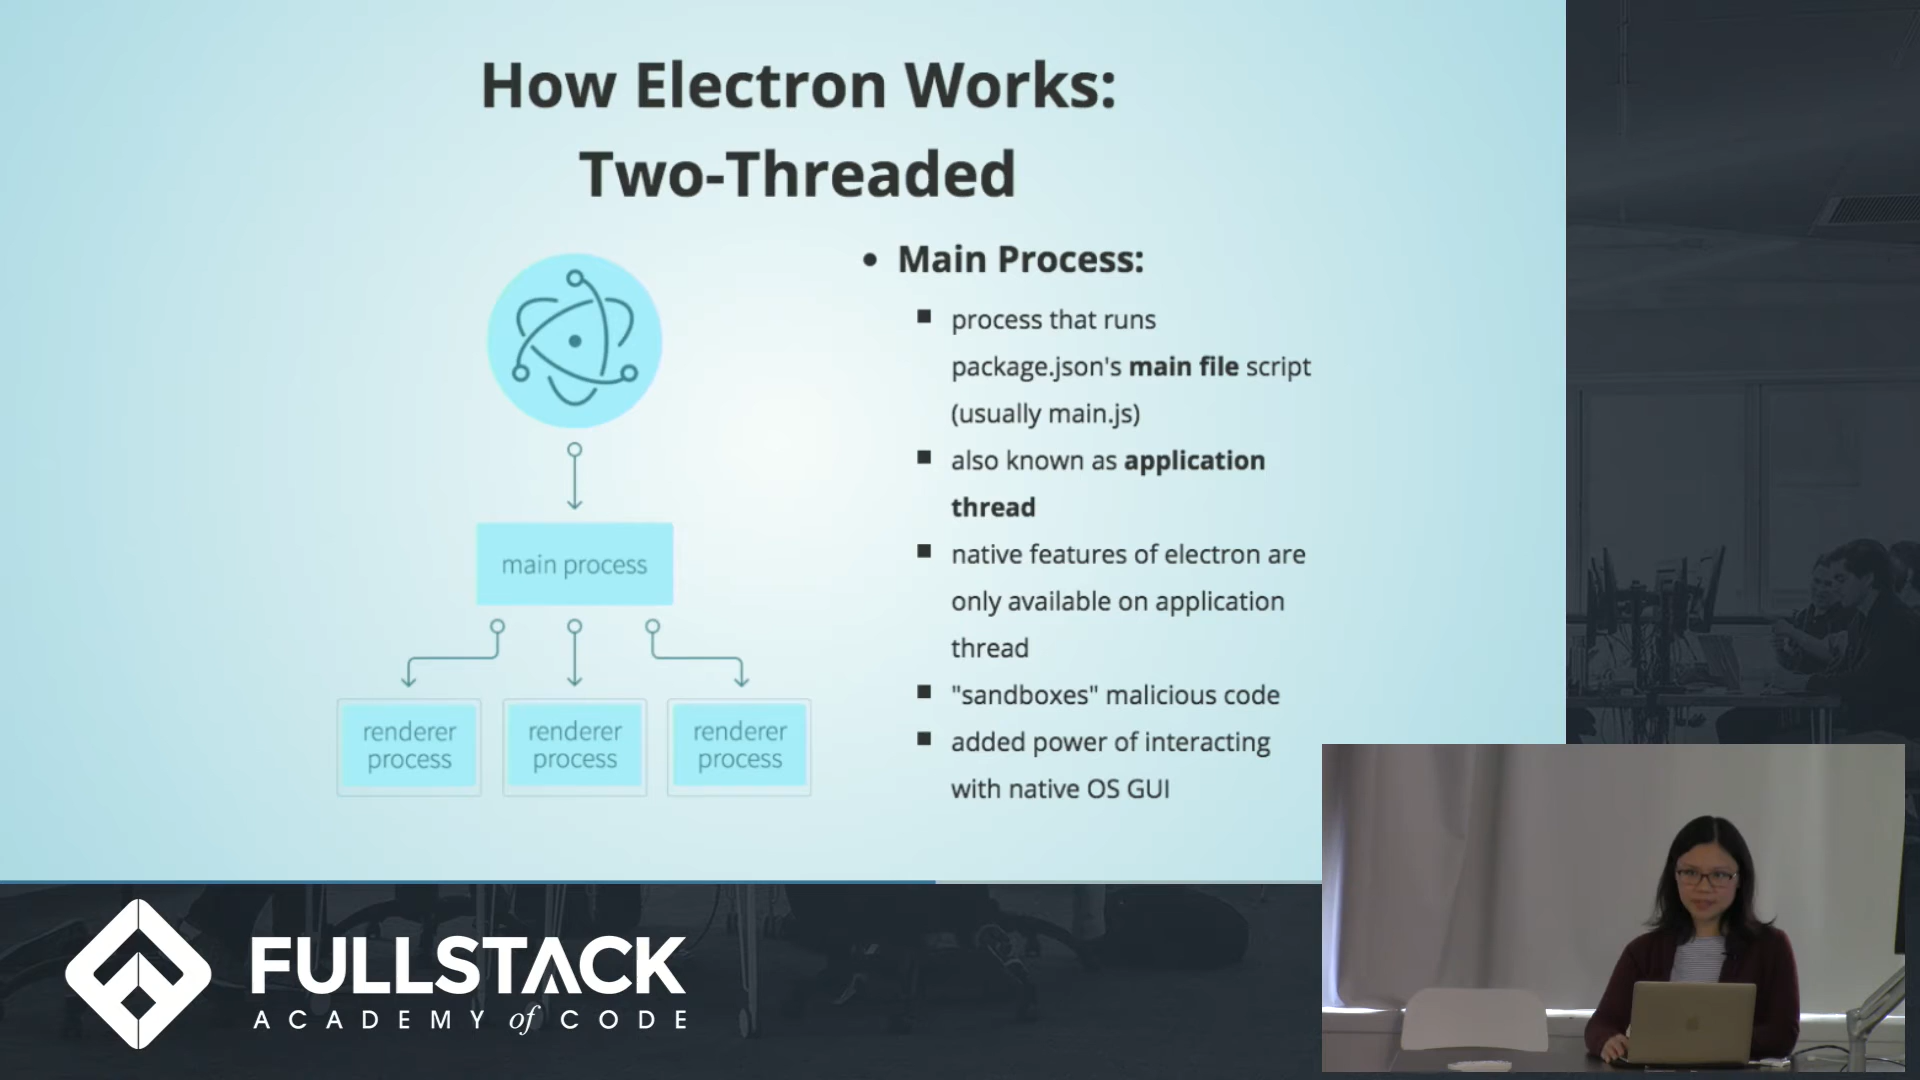 How Electron Works:
Two-Threaded
main process
renderer
process
renderer
process
renderer
process
• Main Process:
▪ process that runs
package.json's main file script
(usually main.js)
▪ also known as application
thread
▪ native features of electron are
only available on application
thread
▪ "sandboxes" malicious code
▪ added power of interacting
with native OS GUI
FULLSTACK
ACADEMY of CODE